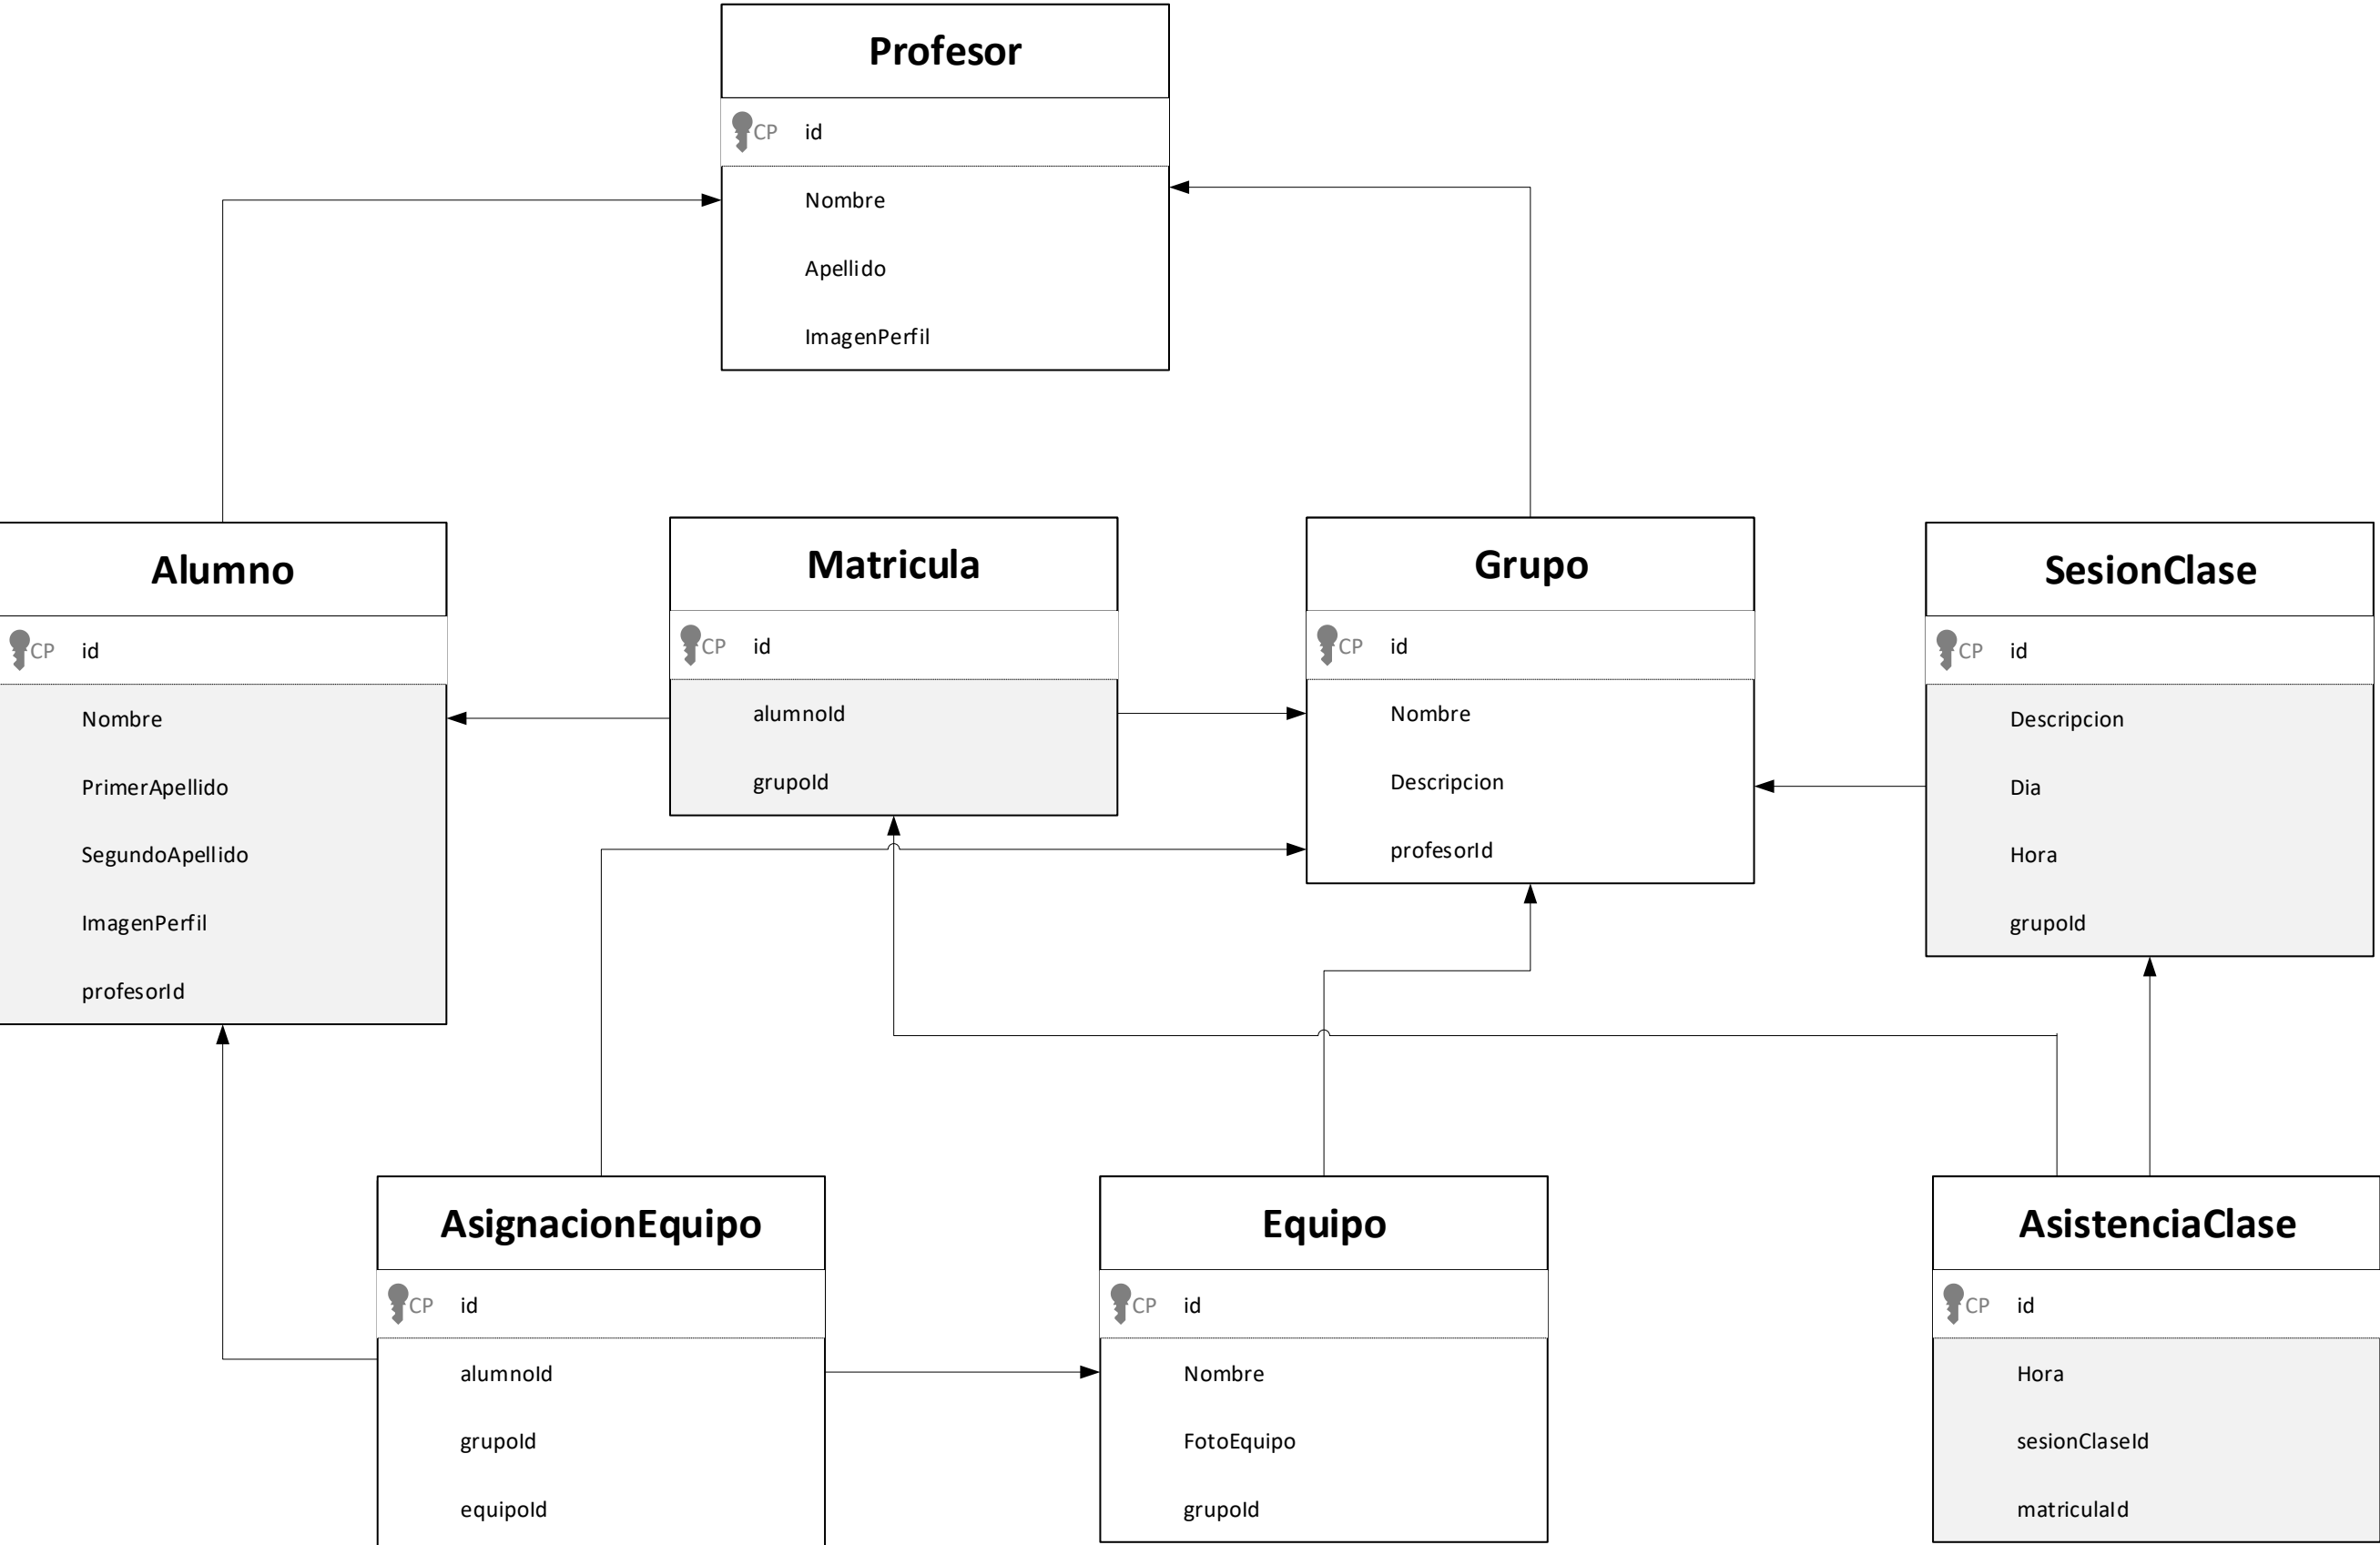 Profesor
CP id
Nombre
Apellido
ImagenPerfil
Alumno
CP id
Nombre
PrimerApellido
SegundoApellido
ImagenPerfil
profesorId
Matricula
CP id
alumnoId
grupoId
Grupo
CP id
Nombre
Descripcion
profesorId
SesionClase
CP id
Descripcion
Dia
Hora
grupoId
AsignacionEquipo
CP id
alumnoId
grupoId
equipoId
Equipo
CP id
Nombre
FotoEquipo
grupoId
AsistenciaClase
CP id
Hora
sesionClaseId
matriculaId